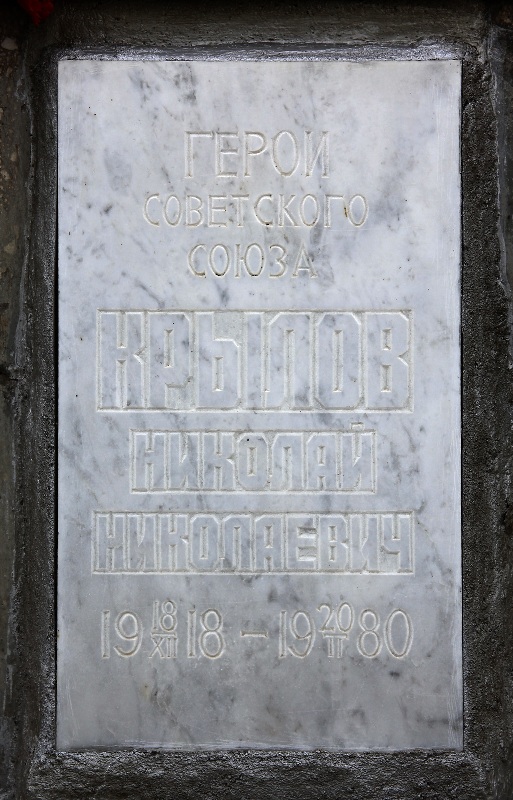 ГЕРОЙ
СОВЕТСКОГО
СОЮЗА
КРЫЛОВ
НИКОЛАЙ
НИКОЛАЕВИЧ
19 18/XII 18 – 19 20/II 80